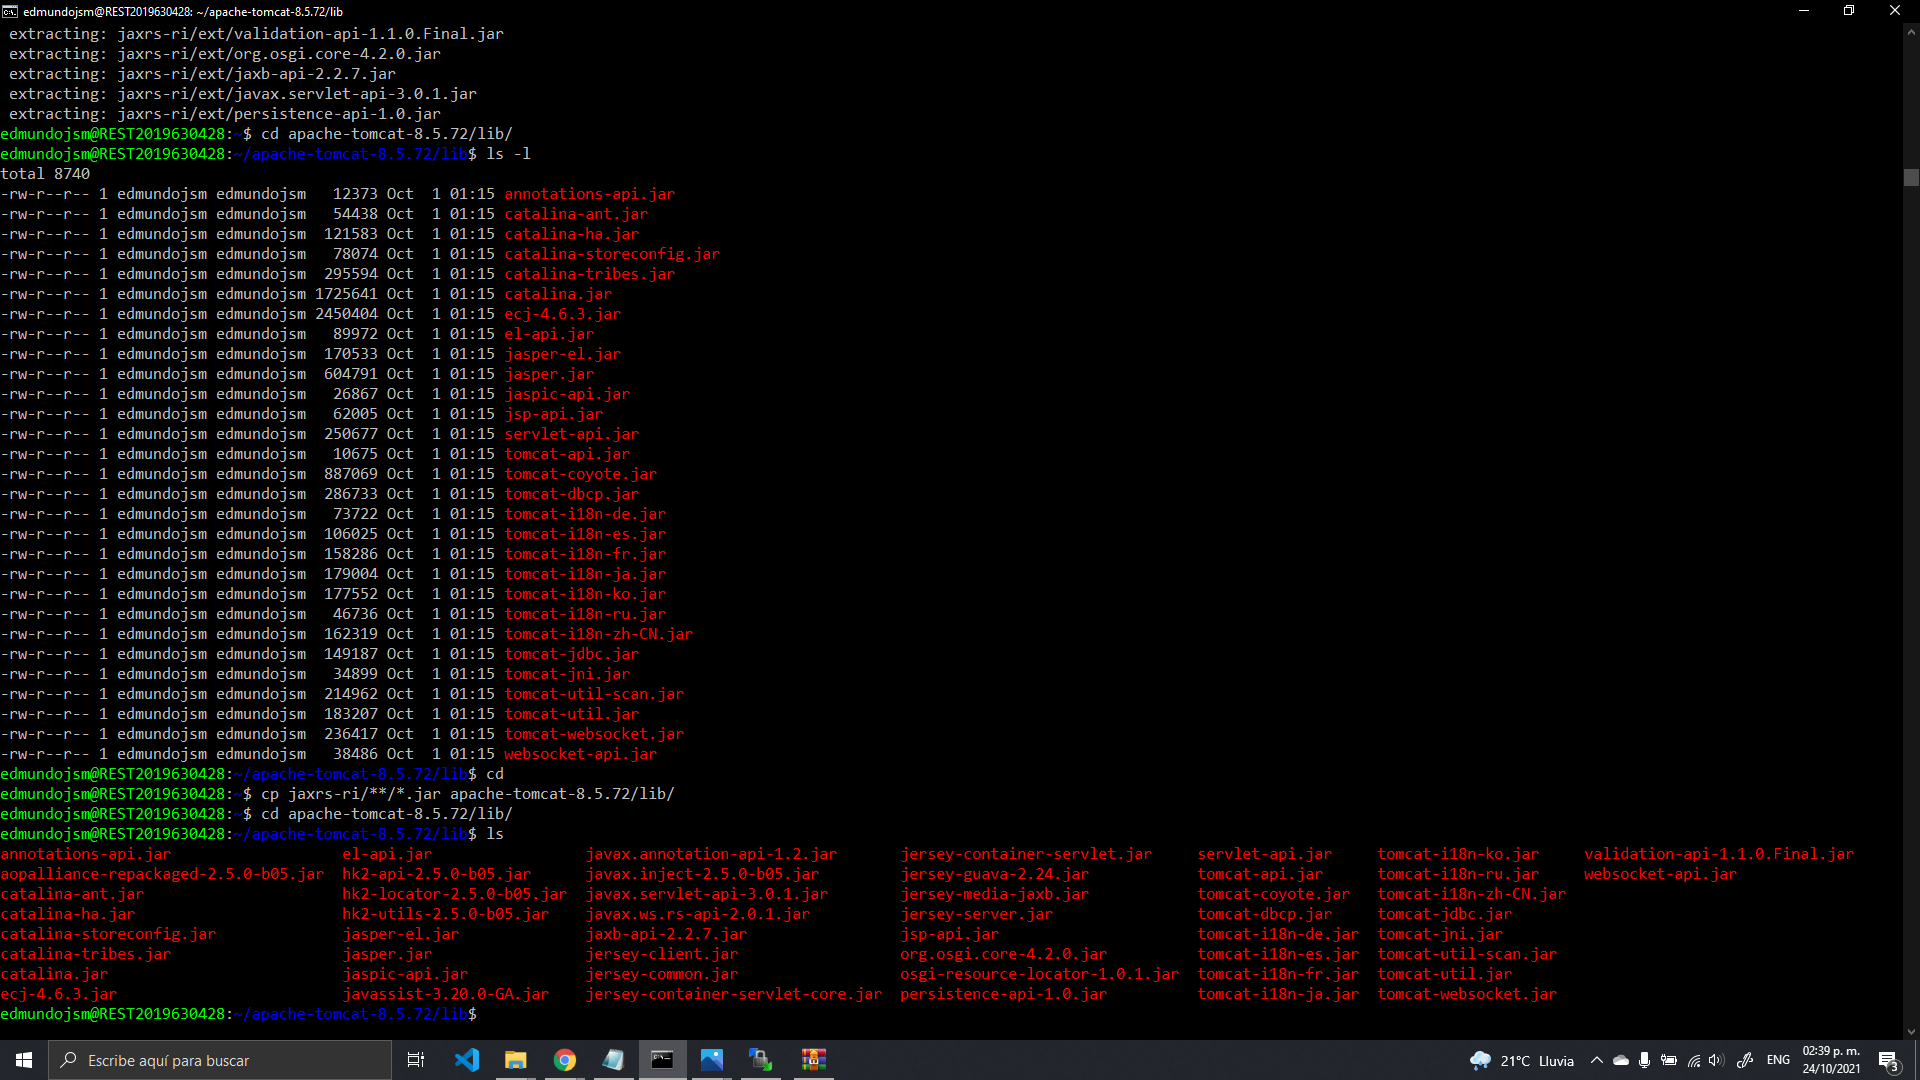 edmundojsm@REST2019630428: ~/apache-tomcat-8.5.72/lib
extracting: jaxrs-ri/ext/validation-api-1.1.0.Final.jar
extracting: jaxrs-ri/ext/org.osgi.core-4.2.0.jar
extracting: jaxrs-ri/ext/jaxb-api-2.2.7.jar
extracting: jaxrs-ri/ext/javax.servlet-api-3.0.1.jar
extracting: jaxrs-ri/ext/persistence-api-1.0.jar
edmundojsm@REST2019630428:~$ cd apache-tomcat-8.5.72/lib/
edmundojsm@REST2019630428:~/apache-tomcat-8.5.72/lib$ ls -l
total 8740
-rw-r--r-- 1 edmundojsm edmundojsm   12373 Oct  1 01:15 annotations-api.jar
-rw-r--r-- 1 edmundojsm edmundojsm   54438 Oct  1 01:15 catalina-ant.jar
-rw-r--r-- 1 edmundojsm edmundojsm  121583 Oct  1 01:15 catalina-ha.jar
-rw-r--r-- 1 edmundojsm edmundojsm   78074 Oct  1 01:15 catalina-storeconfig.jar
-rw-r--r-- 1 edmundojsm edmundojsm  295594 Oct  1 01:15 catalina-tribes.jar
-rw-r--r-- 1 edmundojsm edmundojsm 1725641 Oct  1 01:15 catalina.jar
-rw-r--r-- 1 edmundojsm edmundojsm 2450404 Oct  1 01:15 ecj-4.6.3.jar
-rw-r--r-- 1 edmundojsm edmundojsm   89972 Oct  1 01:15 el-api.jar
-rw-r--r-- 1 edmundojsm edmundojsm  170533 Oct  1 01:15 jasper-el.jar
-rw-r--r-- 1 edmundojsm edmundojsm  604791 Oct  1 01:15 jasper.jar
-rw-r--r-- 1 edmundojsm edmundojsm   26867 Oct  1 01:15 jaspic-api.jar
-rw-r--r-- 1 edmundojsm edmundojsm   62005 Oct  1 01:15 jsp-api.jar
-rw-r--r-- 1 edmundojsm edmundojsm  250677 Oct  1 01:15 servlet-api.jar
-rw-r--r-- 1 edmundojsm edmundojsm   10675 Oct  1 01:15 tomcat-api.jar
-rw-r--r-- 1 edmundojsm edmundojsm  887069 Oct  1 01:15 tomcat-coyote.jar
-rw-r--r-- 1 edmundojsm edmundojsm  286733 Oct  1 01:15 tomcat-dbcp.jar
-rw-r--r-- 1 edmundojsm edmundojsm   73722 Oct  1 01:15 tomcat-i18n-de.jar
-rw-r--r-- 1 edmundojsm edmundojsm  106025 Oct  1 01:15 tomcat-i18n-es.jar
-rw-r--r-- 1 edmundojsm edmundojsm  158286 Oct  1 01:15 tomcat-i18n-fr.jar
-rw-r--r-- 1 edmundojsm edmundojsm  179004 Oct  1 01:15 tomcat-i18n-ja.jar
-rw-r--r-- 1 edmundojsm edmundojsm  177552 Oct  1 01:15 tomcat-i18n-ko.jar
-rw-r--r-- 1 edmundojsm edmundojsm   46736 Oct  1 01:15 tomcat-i18n-ru.jar
-rw-r--r-- 1 edmundojsm edmundojsm  162319 Oct  1 01:15 tomcat-i18n-zh-CN.jar
-rw-r--r-- 1 edmundojsm edmundojsm  149187 Oct  1 01:15 tomcat-jdbc.jar
-rw-r--r-- 1 edmundojsm edmundojsm   34899 Oct  1 01:15 tomcat-jni.jar
-rw-r--r-- 1 edmundojsm edmundojsm  214962 Oct  1 01:15 tomcat-util-scan.jar
-rw-r--r-- 1 edmundojsm edmundojsm  183207 Oct  1 01:15 tomcat-util.jar
-rw-r--r-- 1 edmundojsm edmundojsm  236417 Oct  1 01:15 tomcat-websocket.jar
-rw-r--r-- 1 edmundojsm edmundojsm   38486 Oct  1 01:15 websocket-api.jar
edmundojsm@REST2019630428:~/apache-tomcat-8.5.72/lib$ cd
edmundojsm@REST2019630428:~$ cp jaxrs-ri/**/*.jar apache-tomcat-8.5.72/lib/
edmundojsm@REST2019630428:~$ cd apache-tomcat-8.5.72/lib/
edmundojsm@REST2019630428:~/apache-tomcat-8.5.72/lib$ ls
annotations-api.jar el-api.jar javax.annotation-api-1.2.jar jersey-container-servlet.jar servlet-api.jar tomcat-i18n-ko.jar validation-api-1.1.0.Final.jar
aopalliance-repackaged-2.5.0-b05.jar hk2-api-2.5.0-b05.jar javax.inject-2.5.0-b05.jar jersey-guava-2.24.jar tomcat-api.jar tomcat-i18n-ru.jar websocket-api.jar
catalina-ant.jar hk2-locator-2.5.0-b05.jar javax.servlet-api-3.0.1.jar jersey-media-jaxb.jar tomcat-coyote.jar tomcat-i18n-zh-CN.jar
catalina-ha.jar hk2-utils-2.5.0-b05.jar javax.ws.rs-api-2.0.1.jar jersey-server.jar tomcat-dbcp.jar tomcat-jdbc.jar
catalina-storeconfig.jar jasper-el.jar jaxb-api-2.2.7.jar jsp-api.jar tomcat-i18n-de.jar tomcat-jni.jar
catalina-tribes.jar jasper.jar jersey-client.jar org.osgi.core-4.2.0.jar tomcat-i18n-es.jar tomcat-util-scan.jar
catalina.jar jaspic-api.jar jersey-common.jar osgi-resource-locator-1.0.1.jar tomcat-i18n-fr.jar tomcat-util.jar
ecj-4.6.3.jar javassist-3.20.0-GA.jar jersey-container-servlet-core.jar persistence-api-1.0.jar tomcat-i18n-ja.jar tomcat-websocket.jar
edmundojsm@REST2019630428:~/apache-tomcat-8.5.72/lib$
Escribe aquí para buscar
21°C Lluvia
ENG
02:39 p. m.
24/10/2021
3